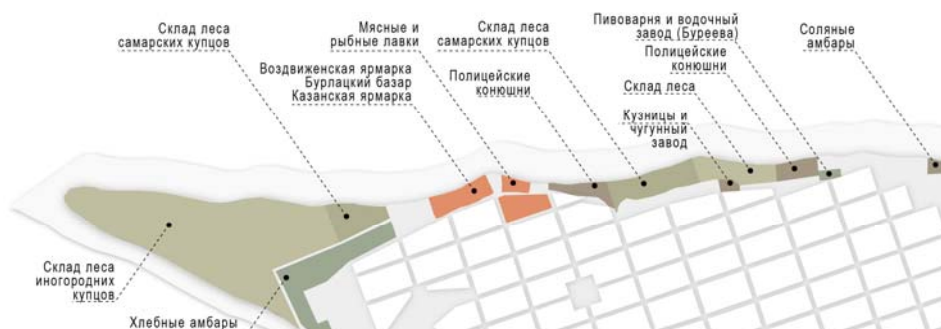 Склад леса
самарских купцов
Мясные и
рыбные лавки
Воздвиженская ярмарка
Бурлацкий базар
Казанская ярмарка
Полицейские
конюшни
Склад леса
самарских купцов
Пивоварня и водочный
завод (Буреева)
Полицейские
конюшни
Склад леса
Кузницы и
чугунный
завод
Соляные
амбары
Склад леса
иногородних
купцов
Хлебные амбары